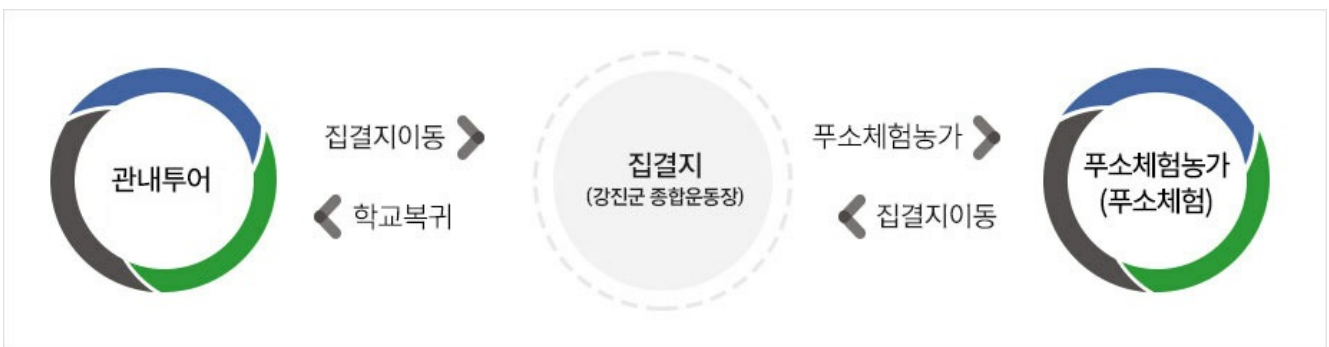 관내투어
집결지이동
학교복귀
집결지
(강진군 종합운동장)
푸소체험농가
집결지이동
푸소체험농가
(푸소체험)